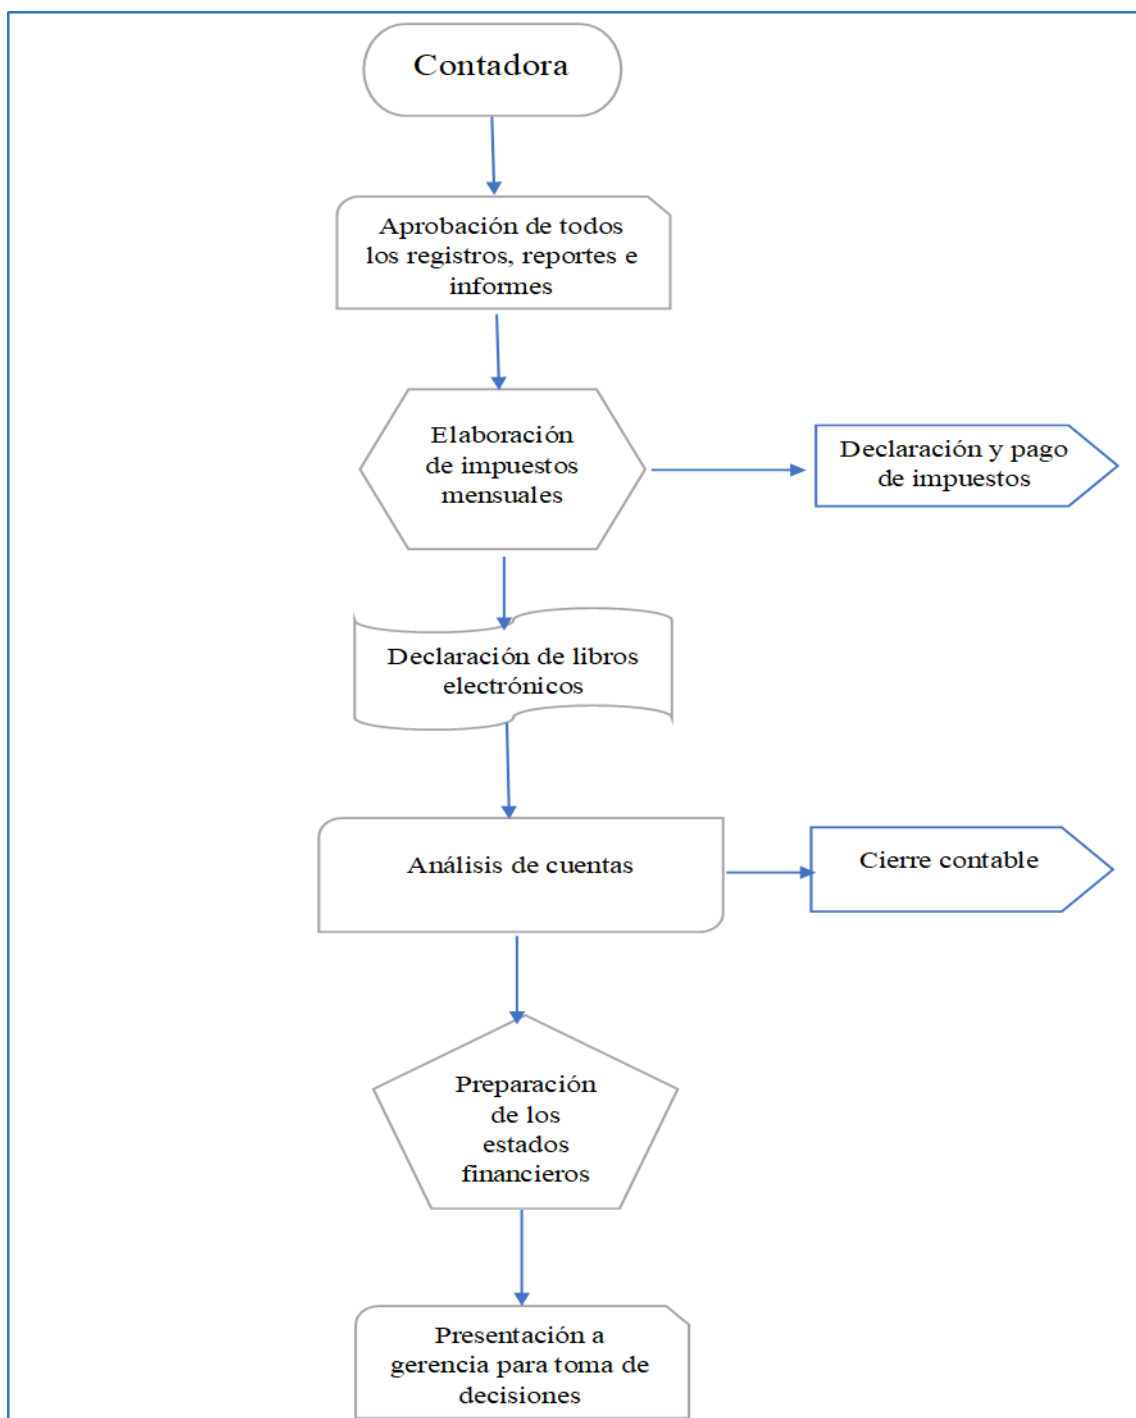 Contadora
Aprobación de todos
los registros, reportes e
informes
Elaboración
de impuestos
mensuales
Declaración y pago
de impuestos
Declaración de libros
electrónicos
Análisis de cuentas
Cierre contable
Preparación
de los
estados
financieros
Presentación a
gerencia para toma de
decisiones